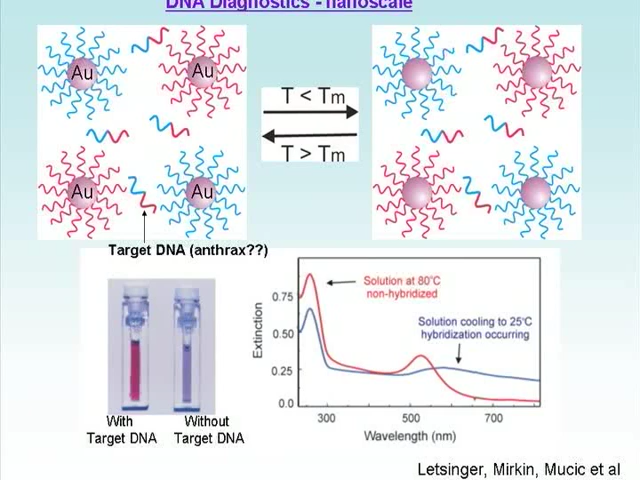 DNA Diagnostics - nanoscale
Au
Au
Au
Au
T < Tm
T > Tm
Target DNA (anthrax??)
With
Target DNA
Without
Target DNA
Extinction
0.75
0.50
0.25
0.0
Solution at 80°C
non-hybridized
Solution cooling to 25°C
hybridization occurring
300
500
700
Wavelength (nm)
Letsinger, Mirkin, Mucic et al